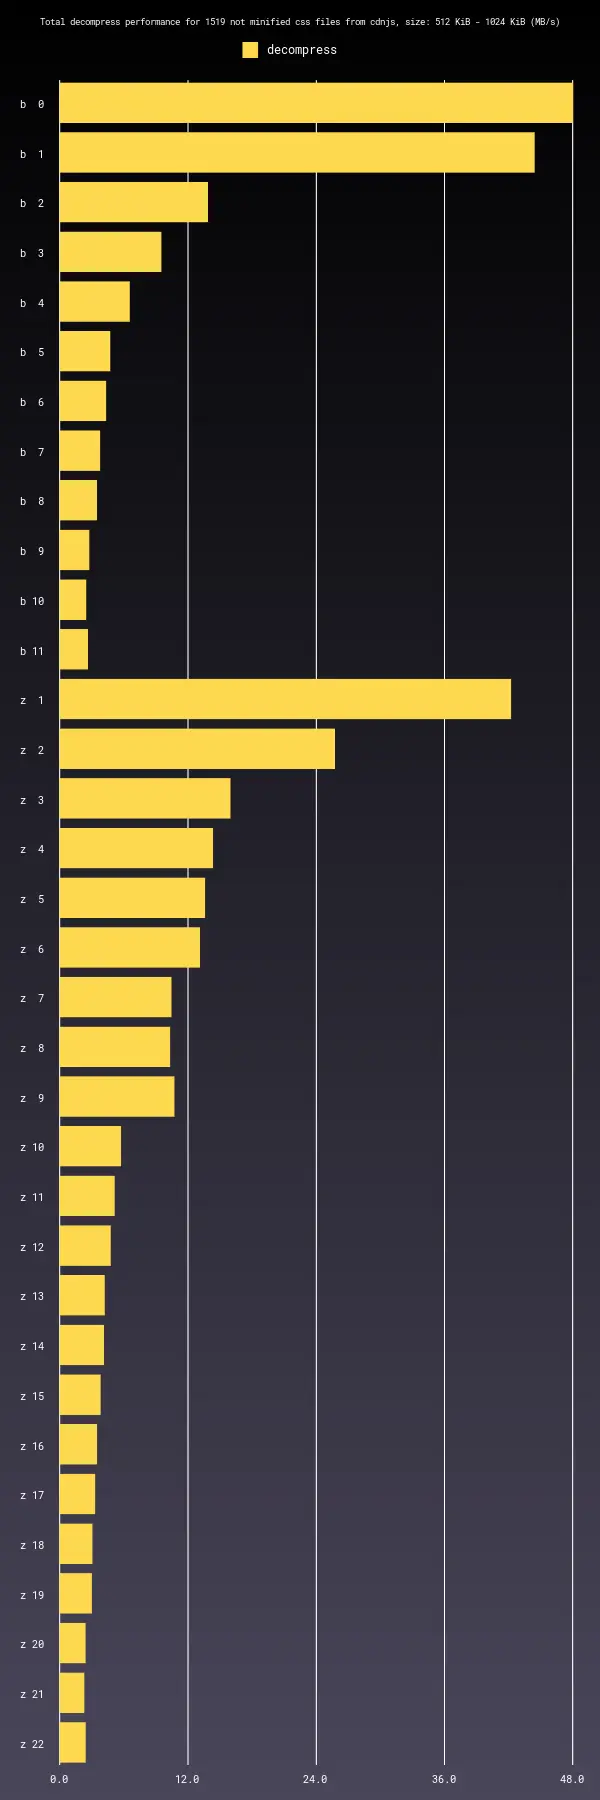 Total decompress performance for 1519 not minified css files from cdnjs, size: 512 KiB - 1024 KiB (MB/s)
decompress
b 0
b 1
b 2
b 3
b 4
b 5
b 6
b 7
b 8
b 9
b 10
b 11
z 1
z 2
z 3
z 4
z 5
z 6
z 7
z 8
z 9
z 10
z 11
z 12
z 13
z 14
z 15
z 16
z 17
z 18
z 19
z 20
z 21
z 22
0.0 12.0 24.0 36.0 48.0